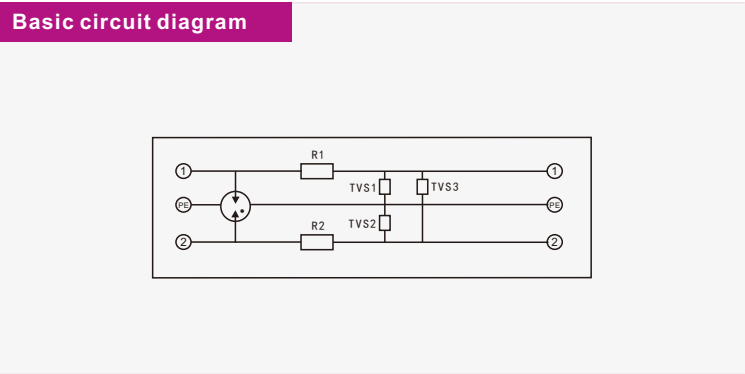 Basic circuit diagram
R1
1
1
TVS1
TVS3
PE
PE
R2
TVS2
2
2